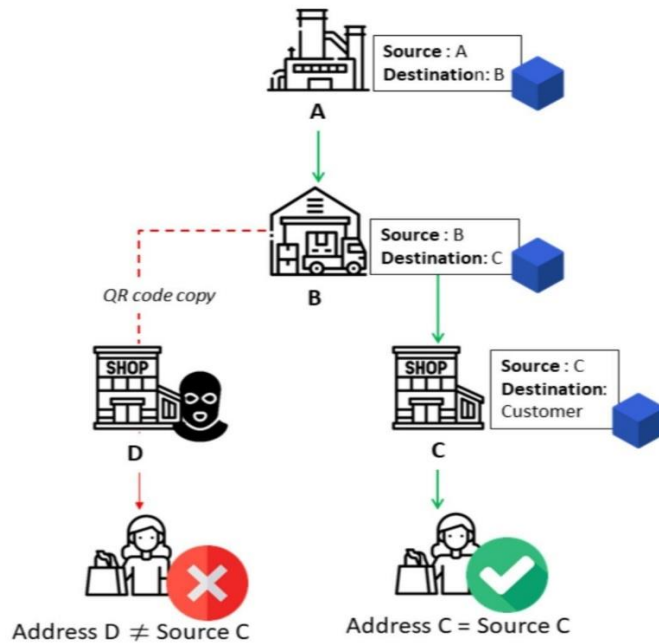 Source : A
Destination: B
A
Source : B
Destination: C
B
QR code copy
SHOP
SHOP
Source : C
Destination:
Customer
D
C
Address D ≠ Source C
Address C = Source C